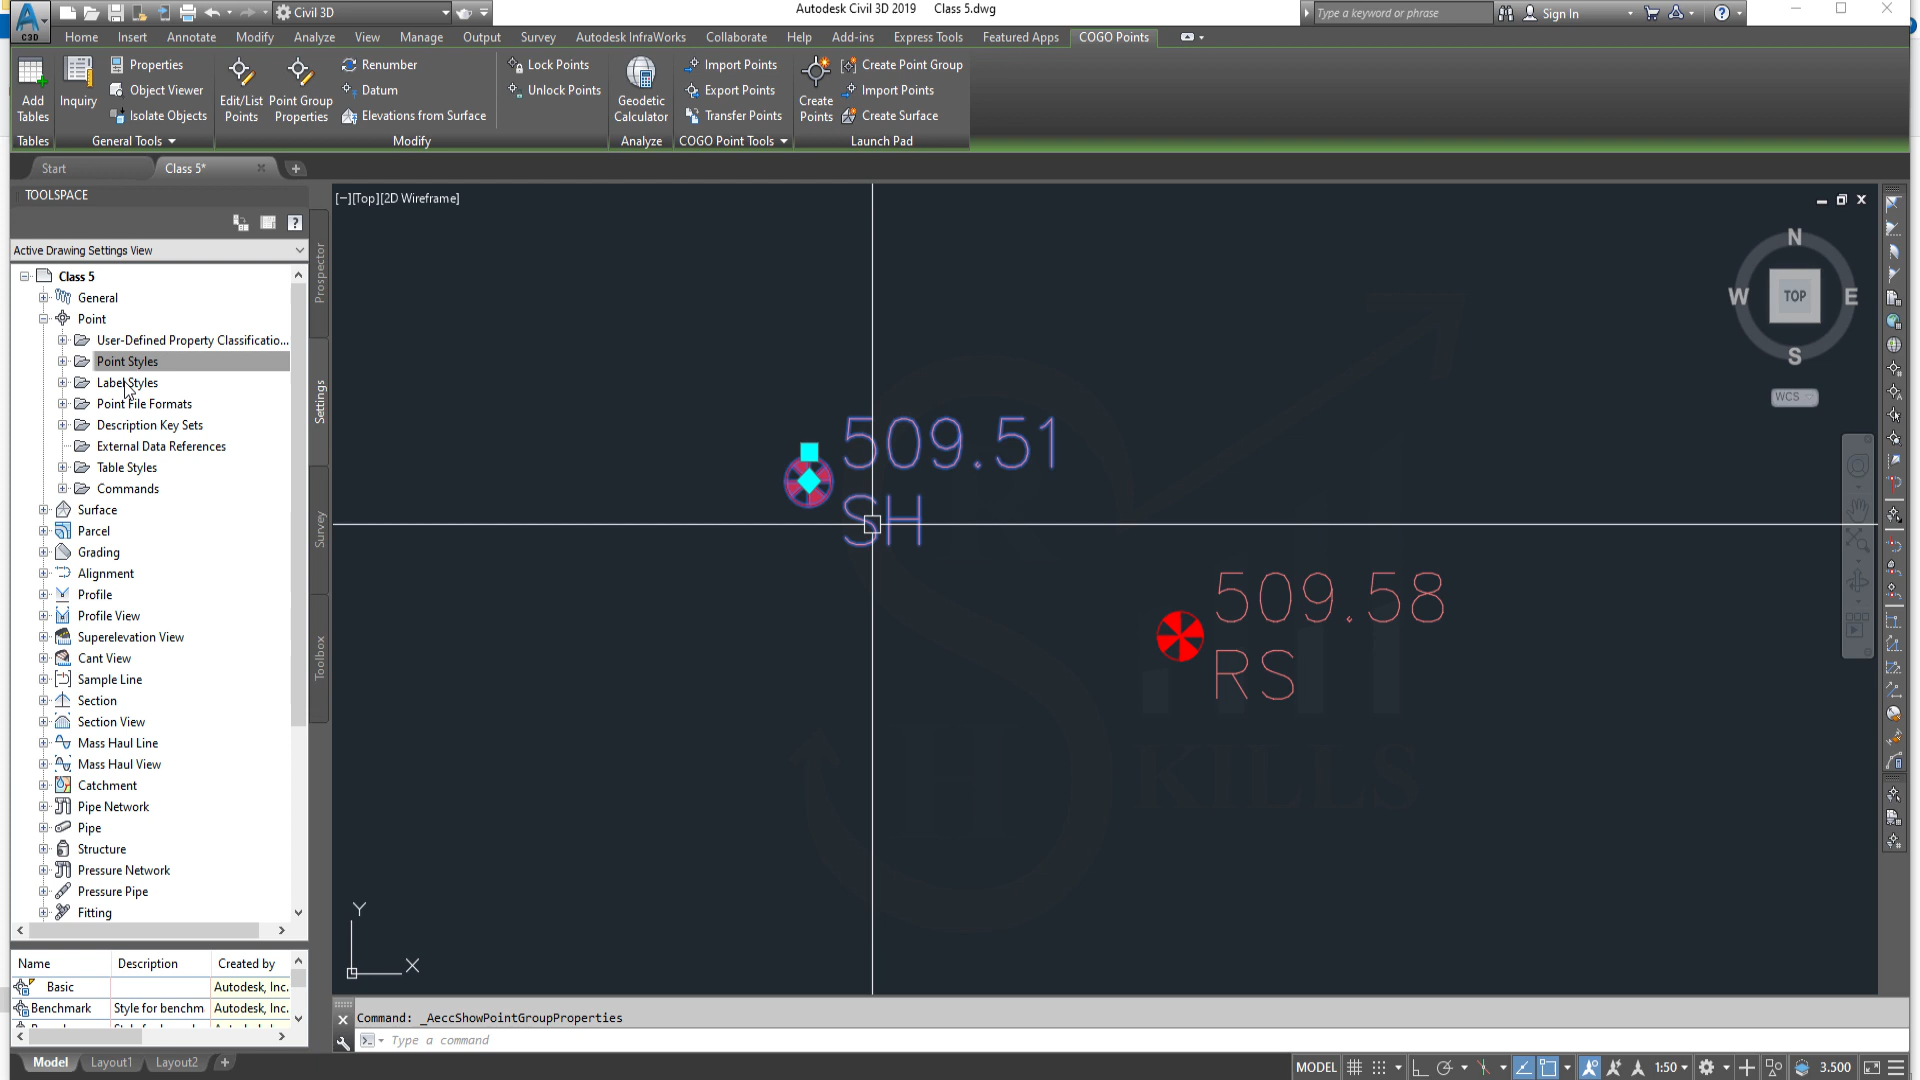 Civil 3D
Autodesk Civil 3D 2019 Class 5.dwg
Type a keyword or phrase
Sign In
C3D
Home Insert Annotate Modify Analyze View Manage Output Survey Autodesk InfraWorks Collaborate Help Add-ins Express Tools Featured Apps COGO Points
Add Tables
Inquiry
Properties
Object Viewer
Isolate Objects
Edit/List Points
Point Group Properties
Renumber
Datum
Elevations from Surface
Lock Points
Unlock Points
Geodetic Calculator
Import Points
Export Points
Transfer Points
Create Points
Create Point Group
Import Points
Create Surface
Tables General Tools Modify Analyze COGO Point Tools Launch Pad
Start Class 5*
TOOLSPACE
Active Drawing Settings View
Class 5
General
Point
User-Defined Property Classificatio...
Point Styles
Label Styles
Point File Formats
Description Key Sets
External Data References
Table Styles
Commands
Surface
Parcel
Grading
Alignment
Profile
Profile View
Superelevation View
Cant View
Sample Line
Section
Section View
Mass Haul Line
Mass Haul View
Catchment
Pipe Network
Pipe
Structure
Pressure Network
Pressure Pipe
Fitting
Prospector
Settings
Survey
Toolbox
Name Description Created by
Basic Autodesk, Inc.
Benchmark Style for benchm Autodesk, Inc.
[−][Top][2D Wireframe]
N
W TOP E
S
WCS
509.51
SH
509.58
RS
KILLS
Y
X
Command: _AeccShowPointGroupProperties
Type a command
Model Layout1 Layout2
MODEL 1:50 3.500